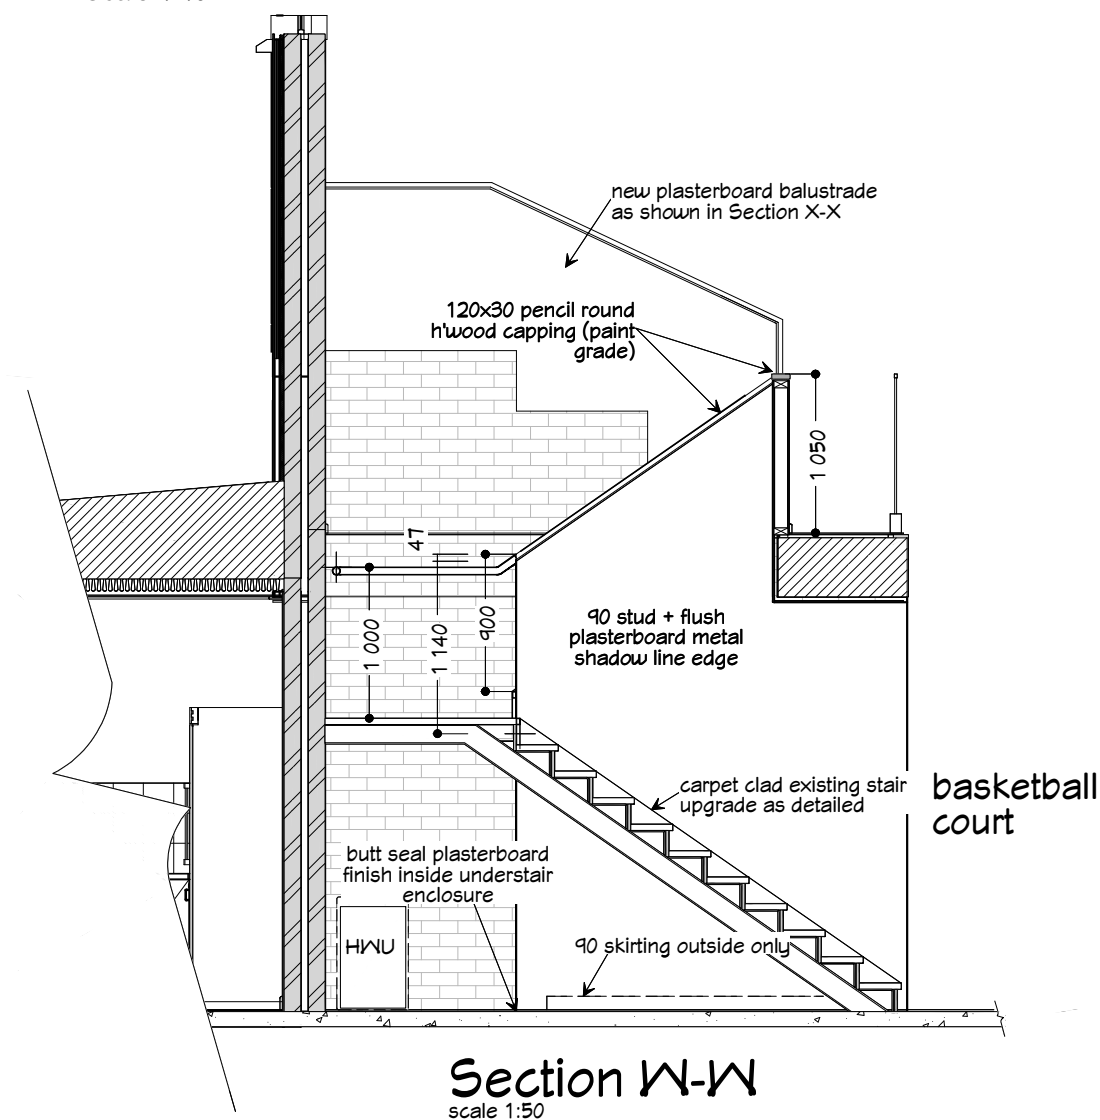 new plasterboard balustrade
as shown in Section X-X
120x30 pencil round
h'wood capping (paint
grade)
1 050
47
900
1 000
1 140
90 stud + flush
plasterboard metal
shadow line edge
carpet clad existing stair
upgrade as detailed
basketball
court
butt seal plasterboard
finish inside understair
enclosure
HWU
90 skirting outside only
Section W-W
scale 1:50